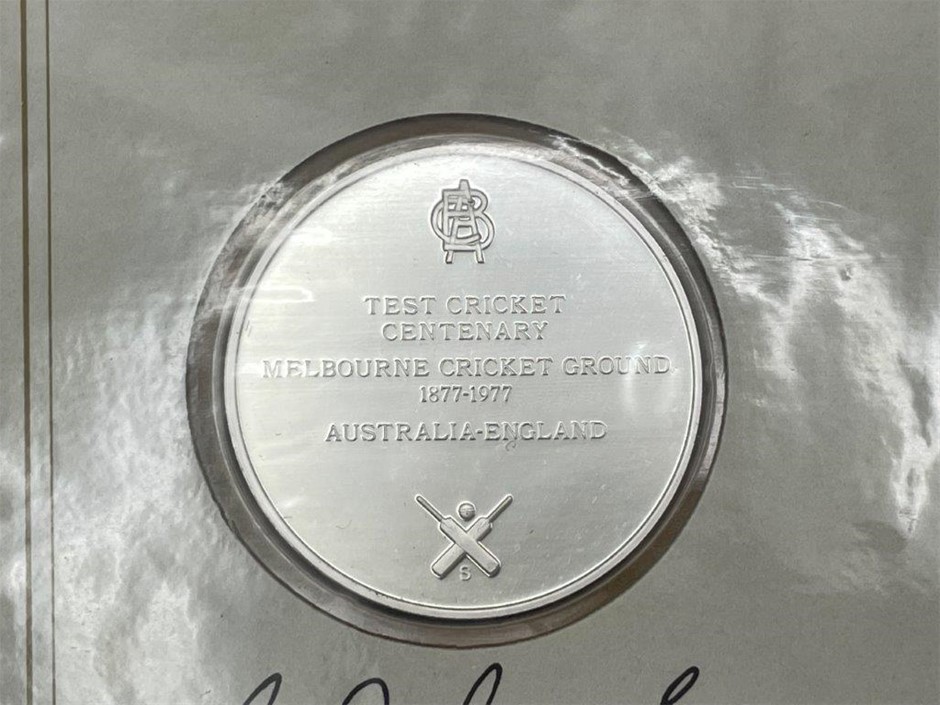 TEST CRICKET
CENTENARY
MELBOURNE CRICKET GROUND
1877-1977
AUSTRALIA-ENGLAND
S